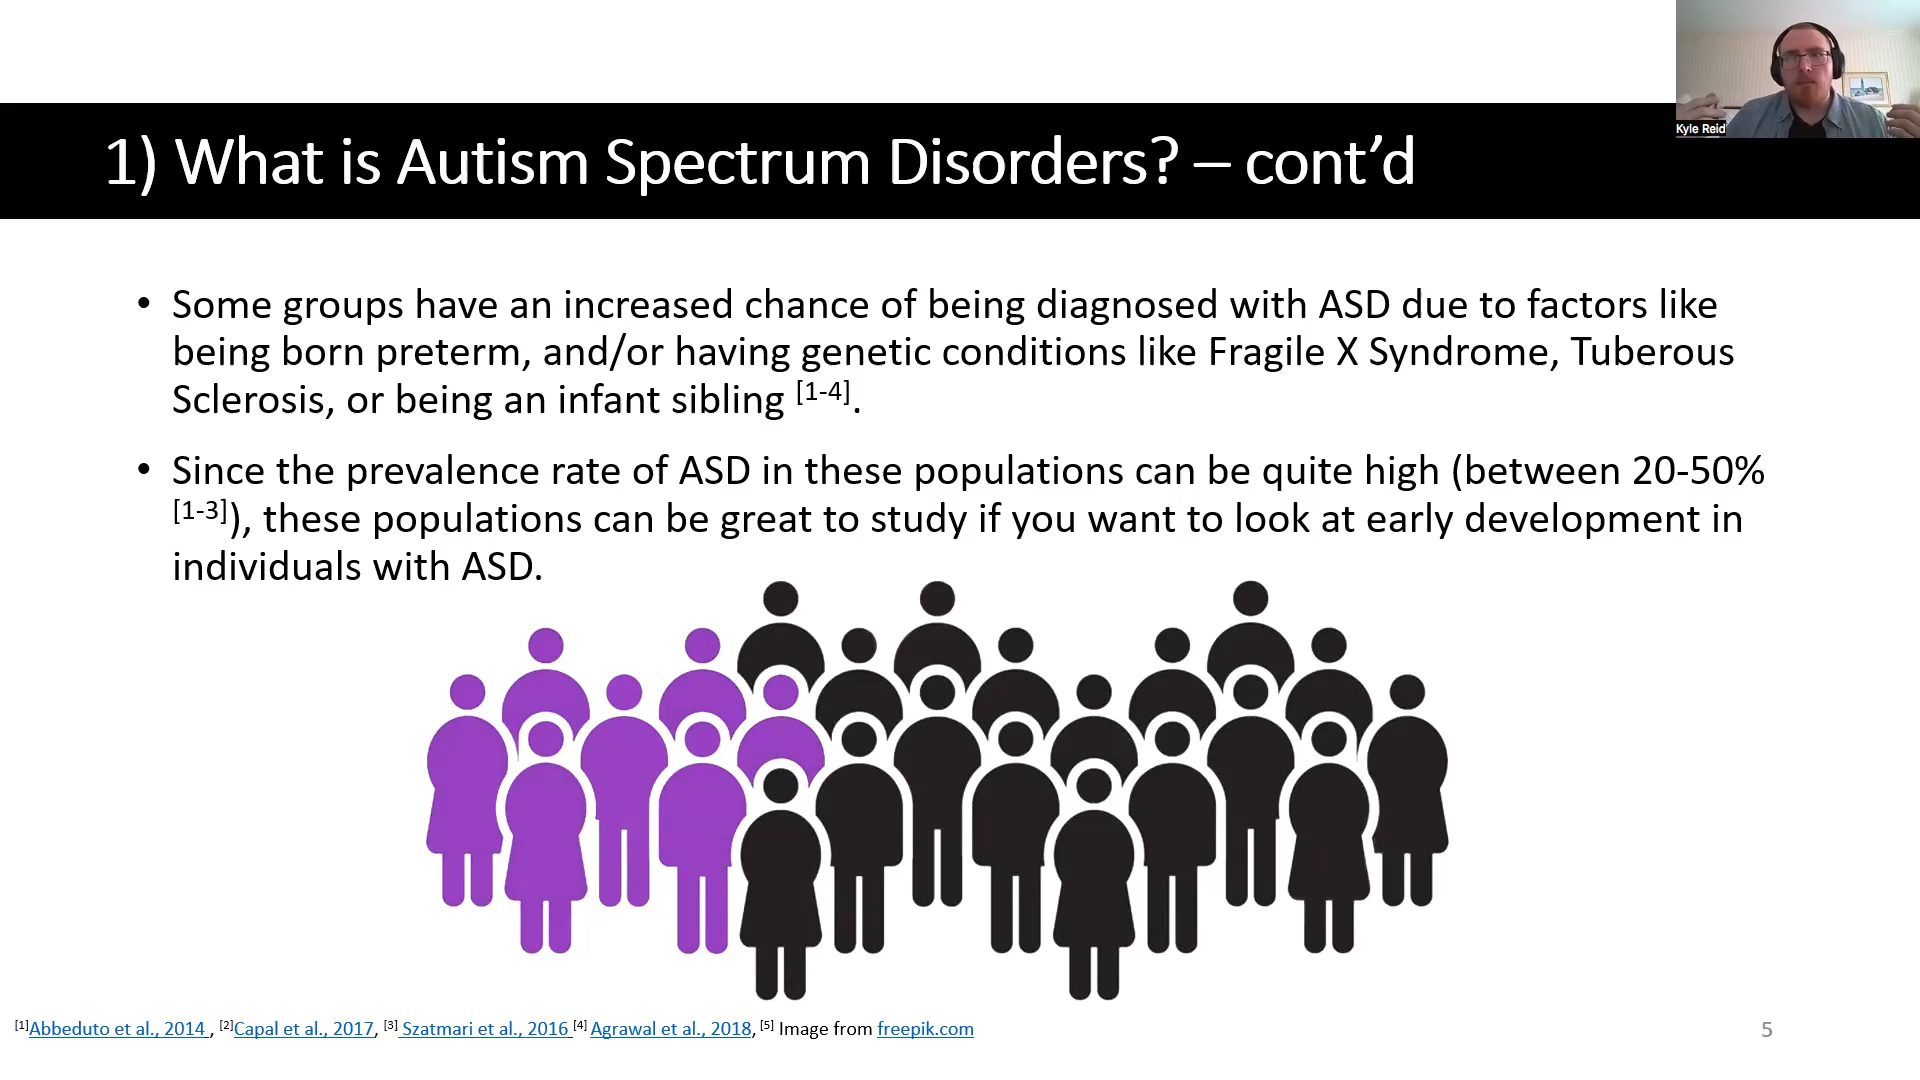 Kyle Reid
1) What is Autism Spectrum Disorders? – cont’d
• Some groups have an increased chance of being diagnosed with ASD due to factors like
being born preterm, and/or having genetic conditions like Fragile X Syndrome, Tuberous
Sclerosis, or being an infant sibling [1-4].
• Since the prevalence rate of ASD in these populations can be quite high (between 20-50%
[1-3]), these populations can be great to study if you want to look at early development in
individuals with ASD.
[1]Abbeduto et al., 2014 , [2]Capal et al., 2017, [3] Szatmari et al., 2016 [4] Agrawal et al., 2018, [5] Image from freepik.com
5